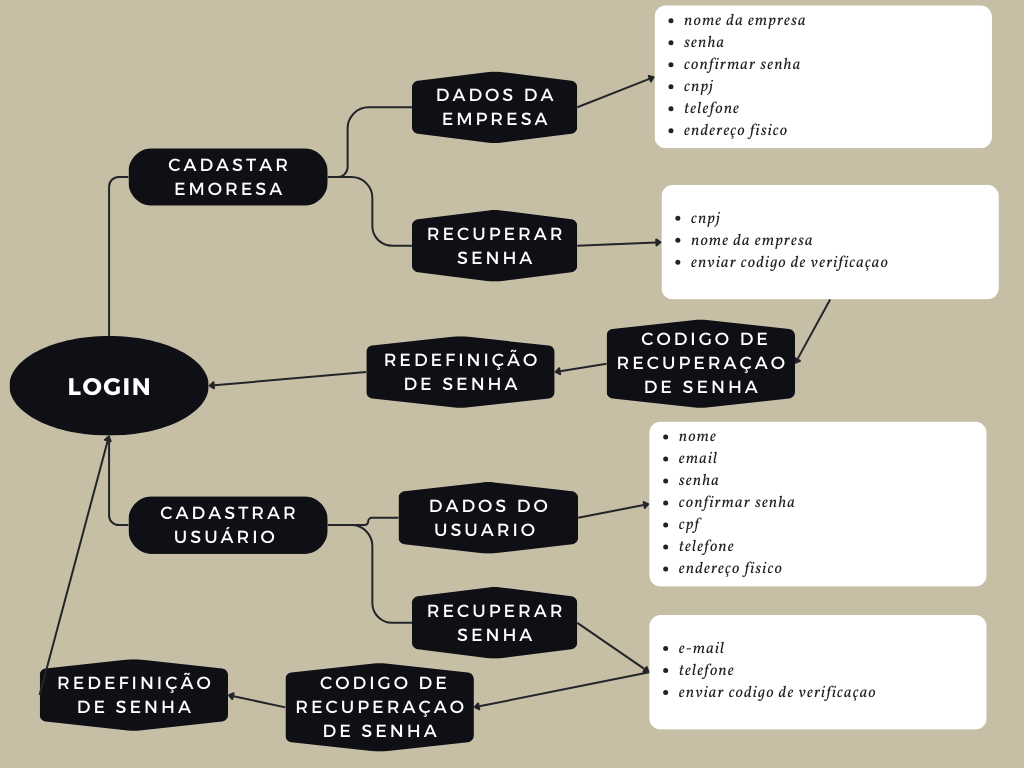 nome da empresa
senha
confirmar senha
cnpj
telefone
endereço fisico
DADOS DA
EMPRESA
CADASTAR
EMORESA
RECUPERAR
SENHA
cnpj
nome da empresa
enviar codigo de verificaçao
CODIGO DE
RECUPERAÇAO
DE SENHA
REDEFINIÇÃO
DE SENHA
LOGIN
CADASTRAR
USUÁRIO
DADOS DO
USUARIO
nome
email
senha
confirmar senha
cpf
telefone
endereço fisico
RECUPERAR
SENHA
e-mail
telefone
enviar codigo de verificaçao
CODIGO DE
RECUPERAÇAO
DE SENHA
REDEFINIÇÃO
DE SENHA